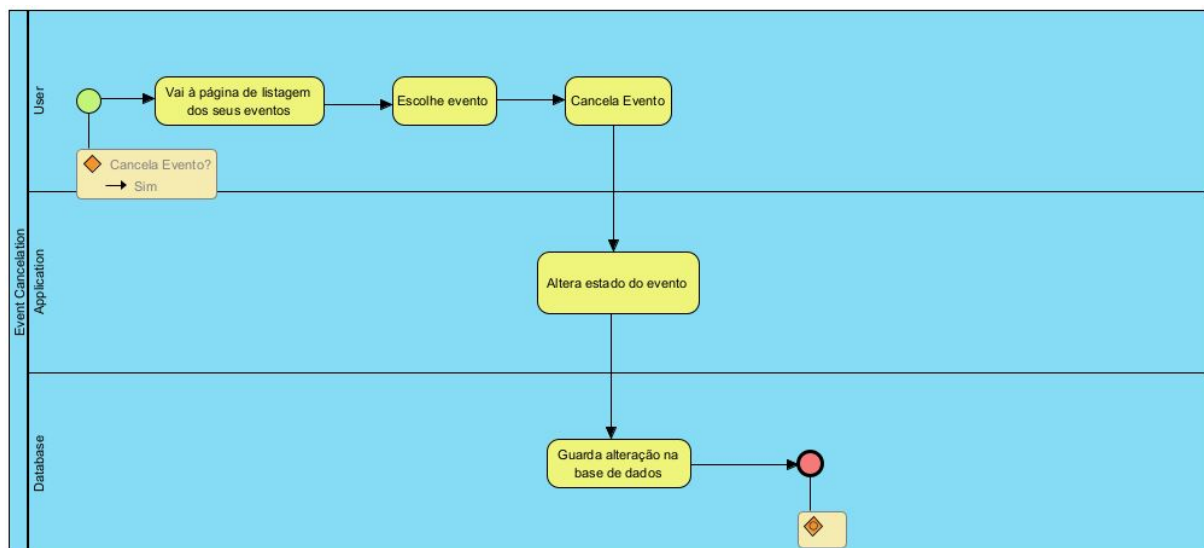 Event Cancelation
User
Vai à página de listagem
dos seus eventos
Escolhe evento
Cancela Evento
Cancela Evento?
Sim
Application
Altera estado do evento
Database
Guarda alteração na
base de dados